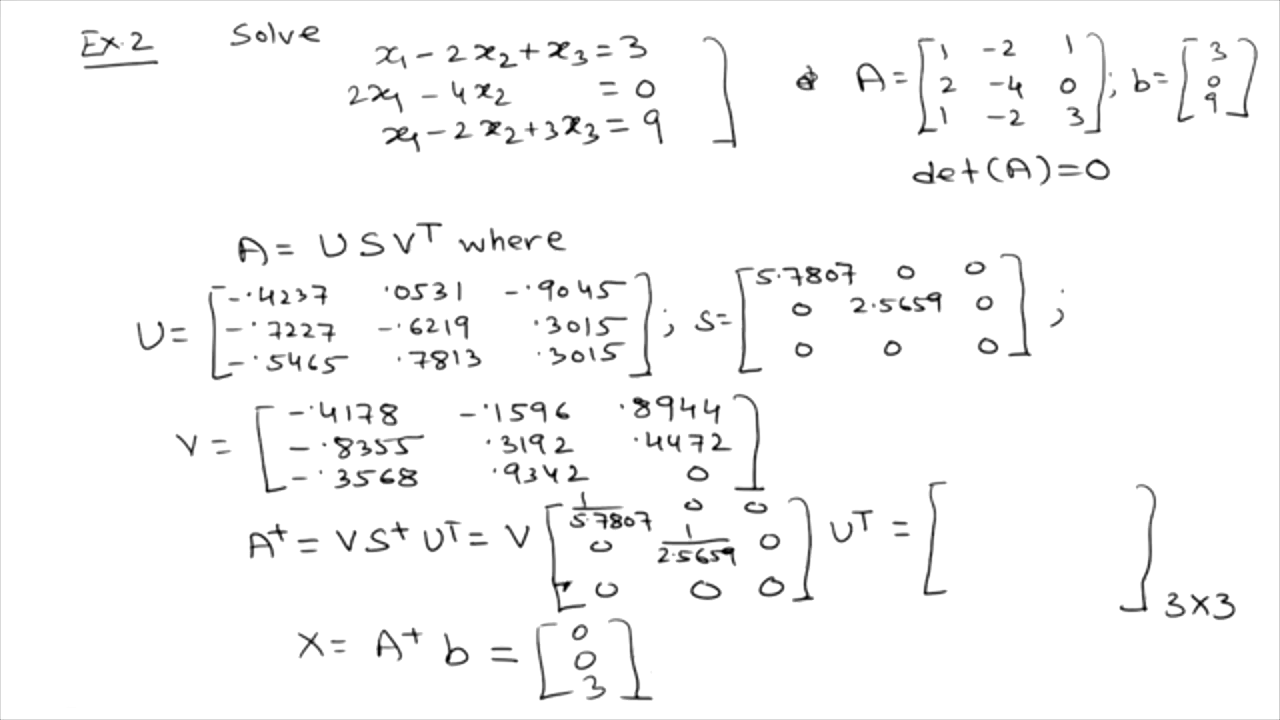 Ex.2 Solve
x₁ - 2x₂ + x₃ = 3
2x₁ - 4x₂ = 0
x₁ - 2x₂ + 3x₃ = 9
A = [1 -2 1; 2 -4 0; 1 -2 3]; b = [3; 0; 9]
det(A) = 0
A = USVᵀ where
U = [-.4237 .0531 -.9045; -.7227 -.6219 .3015; -.5465 .7813 .3015]; S = [5.7807 0 0; 0 2.5659 0; 0 0 0];
V = [-.4178 -.1596 .8944; -.8355 .3192 .4472; -.3568 .9342 0]
A⁺ = VS⁺Uᵀ = V [1/5.7807 0 0; 0 1/2.5659 0; 0 0 0] Uᵀ = [ ] 3×3
X = A⁺ b = [0; 0; 3]